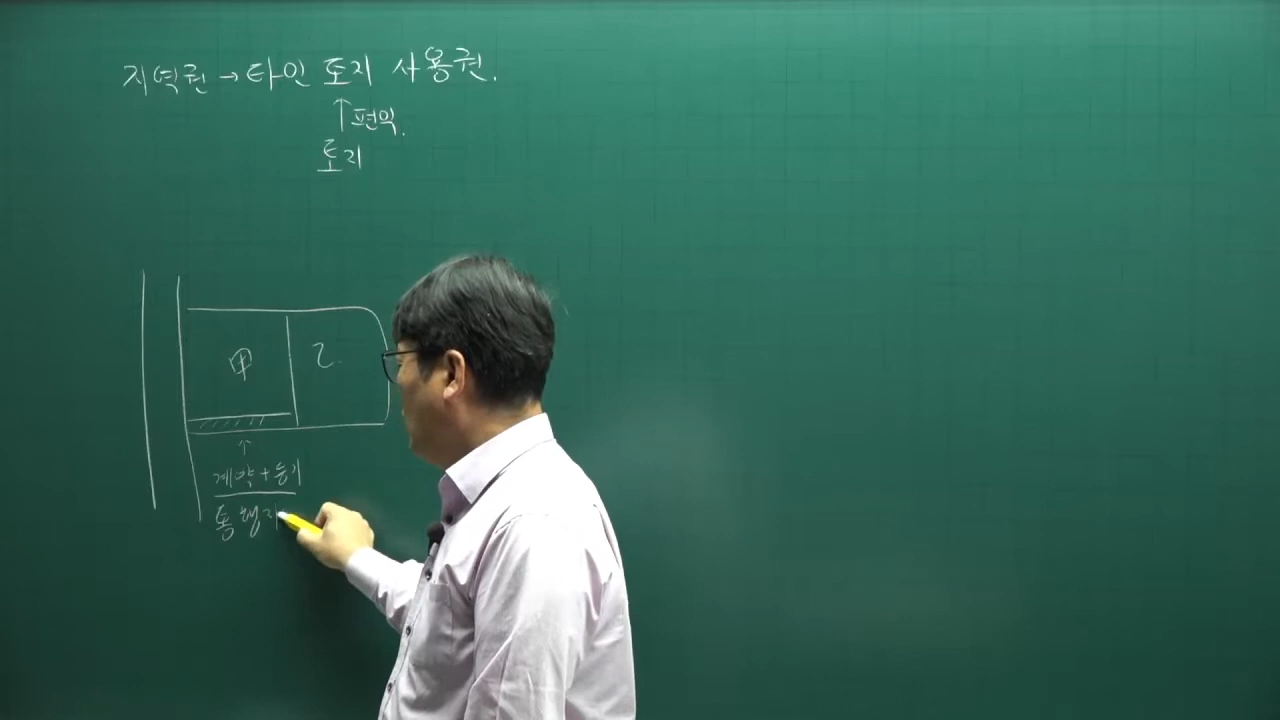 지역권 → 타인 토지 사용권.
↑편익.
토지
甲 乙.
↑
계약 + 등기
통행지